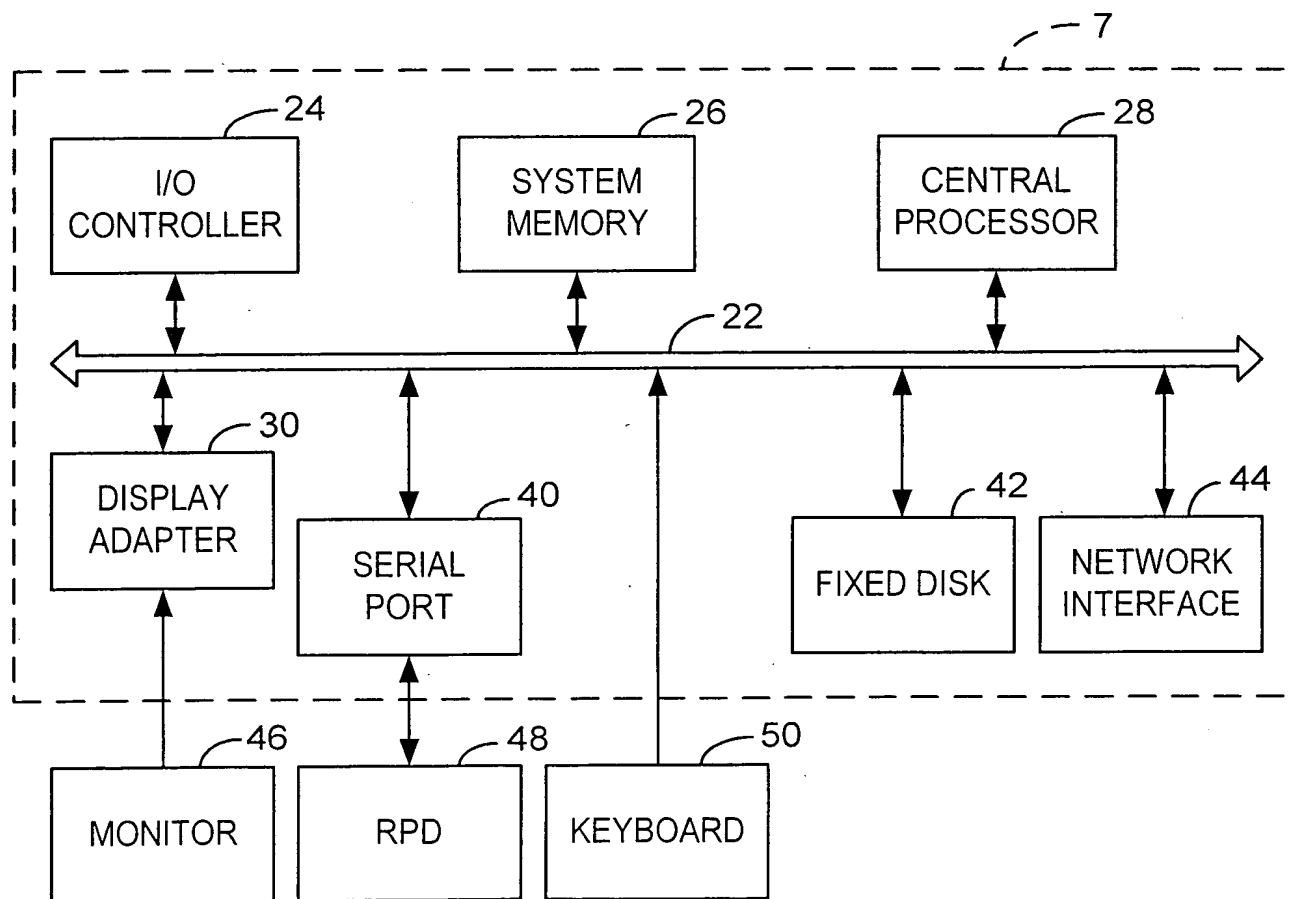 7
24
26
28
I/O
CONTROLLER
SYSTEM
MEMORY
CENTRAL
PROCESSOR
22
30
DISPLAY
ADAPTER
40
SERIAL
PORT
42
FIXED DISK
44
NETWORK
INTERFACE
46
MONITOR
48
RPD
50
KEYBOARD